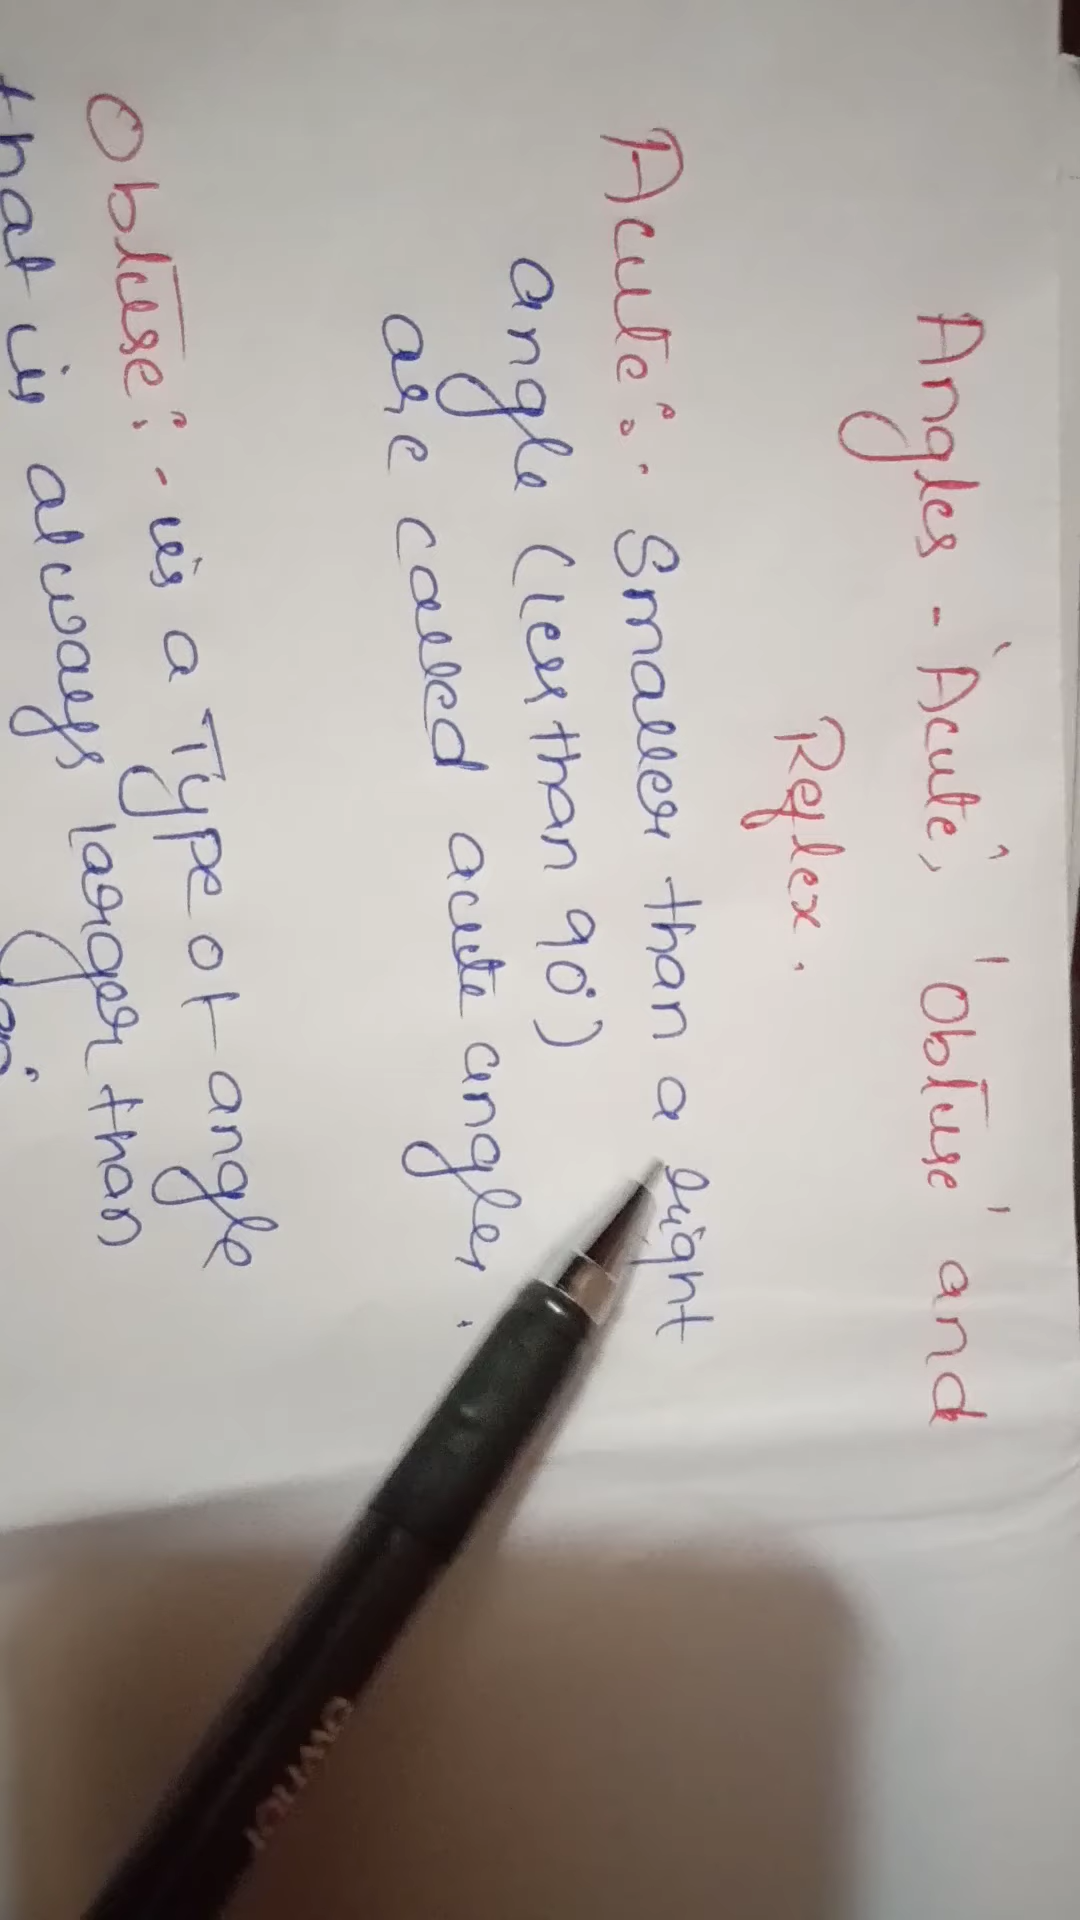 Angles - 'Acute', 'Obtuse' and
Reflex.
Acute:- Smaller than a right
angle (less than 90°)
are called acute angles.
Obtuse:- is a Type of angle
that is always larger than